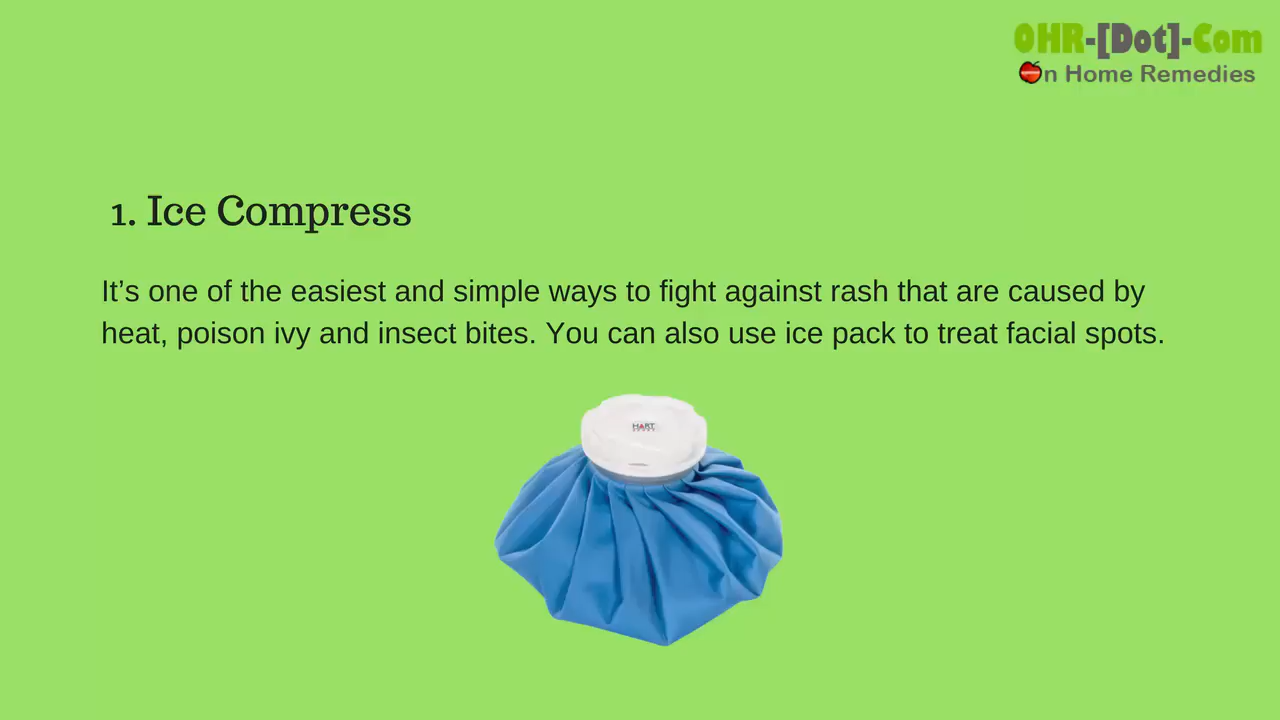 OHR-[Dot]-Com
n Home Remedies
1. Ice Compress
It’s one of the easiest and simple ways to fight against rash that are caused by
heat, poison ivy and insect bites. You can also use ice pack to treat facial spots.
HART